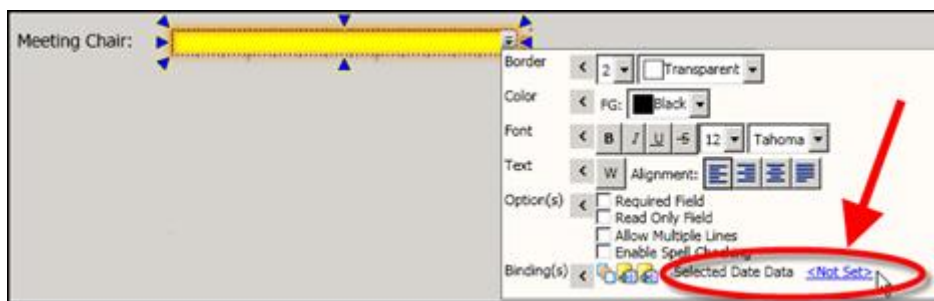 Meeting Chair:
Border < 2 Transparent
Color < FG: Black
Font < B I U S 12 Tahoma
Text < W Alignment:
Option(s) < Required Field
Read Only Field
Allow Multiple Lines
Enable Spell Checking
Binding(s) < Selected Date Data <Not Set>